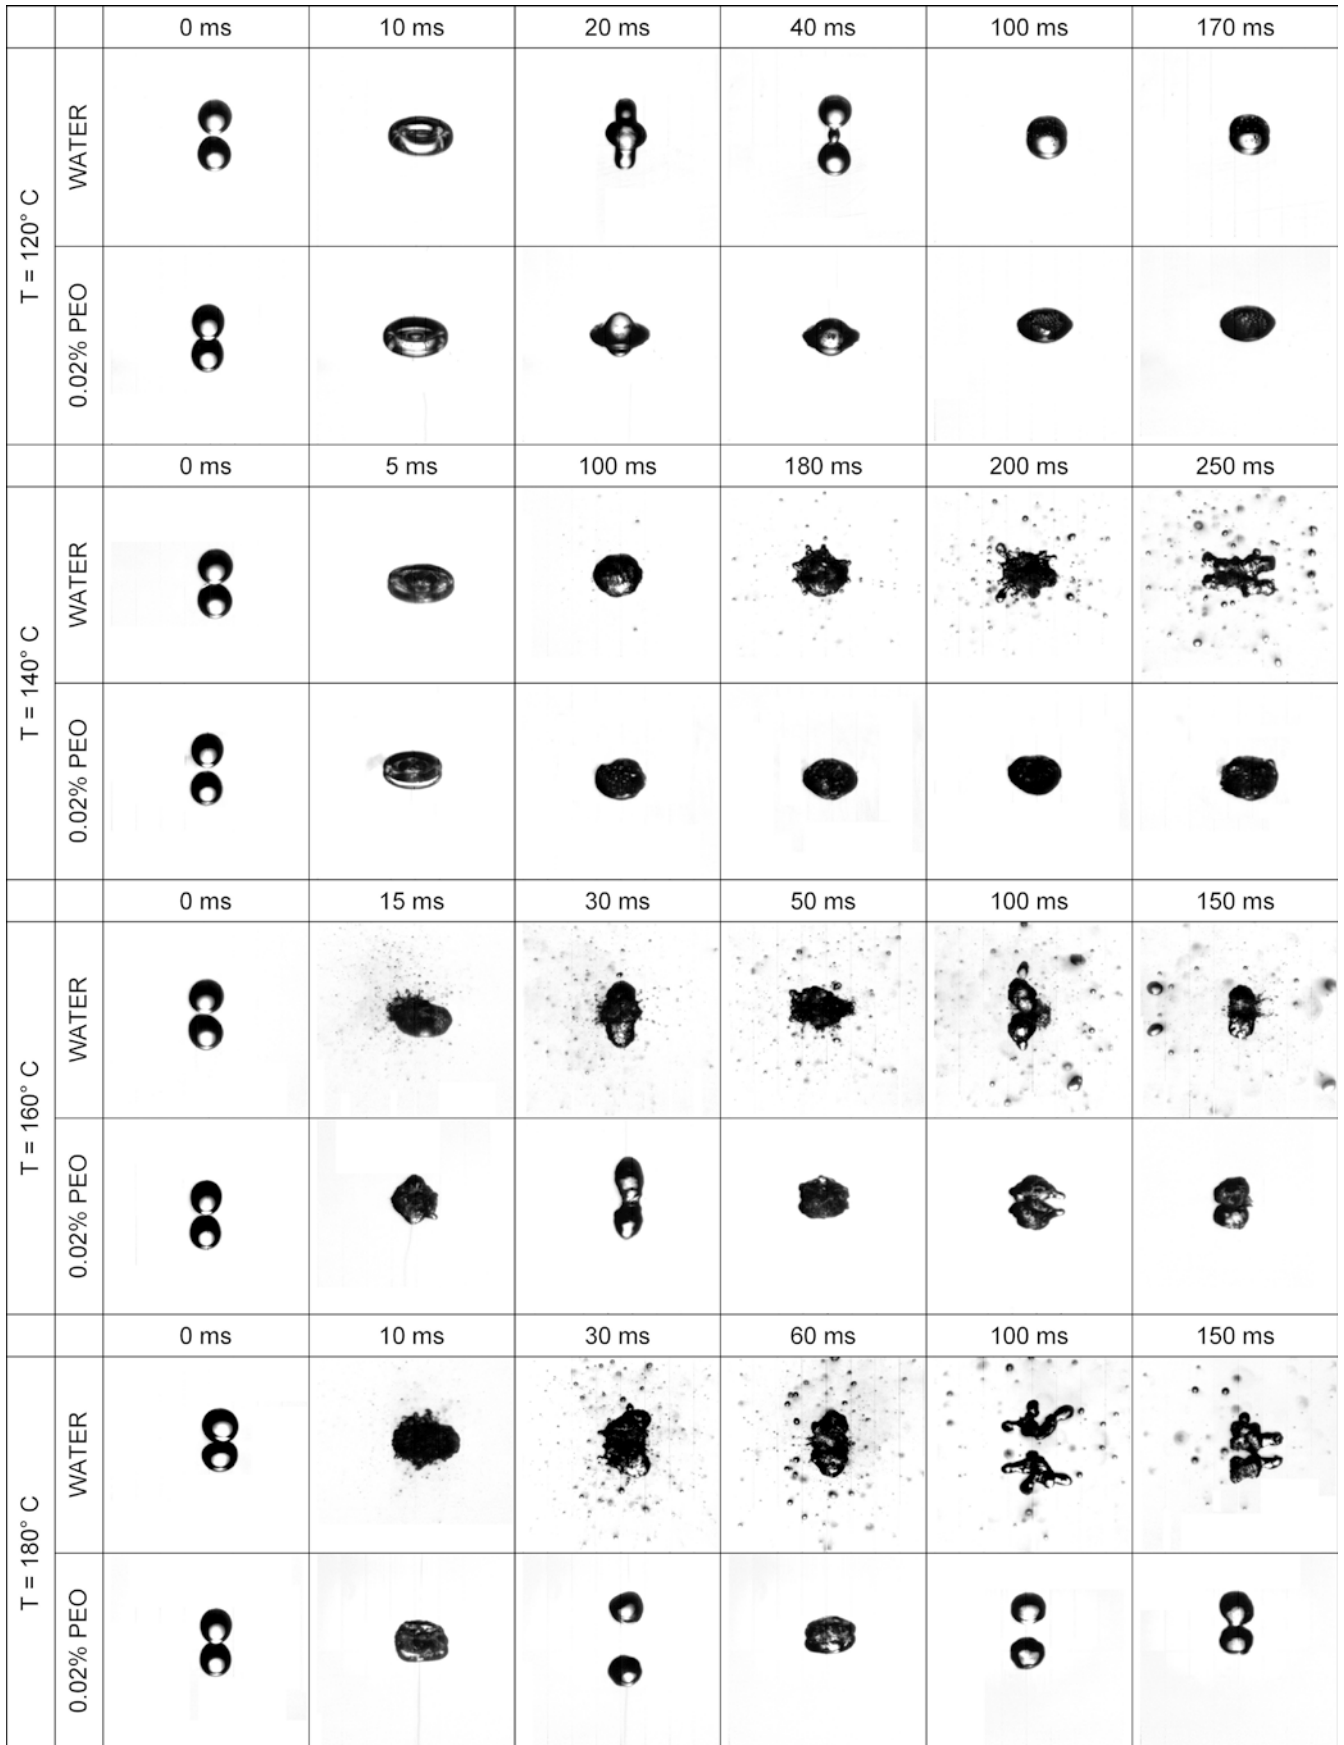 0 ms 10 ms 20 ms 40 ms 100 ms 170 ms
T = 120° C
WATER
0.02% PEO
0 ms 5 ms 100 ms 180 ms 200 ms 250 ms
T = 140° C
WATER
0.02% PEO
0 ms 15 ms 30 ms 50 ms 100 ms 150 ms
T = 160° C
WATER
0.02% PEO
0 ms 10 ms 30 ms 60 ms 100 ms 150 ms
T = 180° C
WATER
0.02% PEO